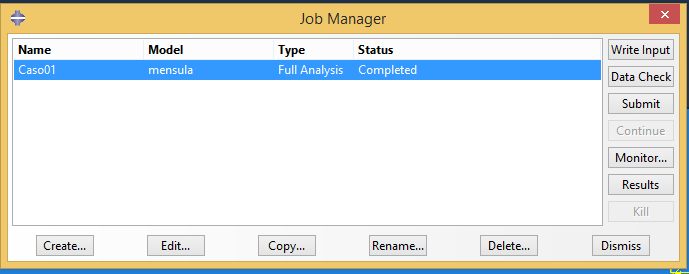 Job Manager
Name Model Type Status
Caso01 mensula Full Analysis Completed
Write Input
Data Check
Submit
Continue
Monitor...
Results
Kill
Create... Edit... Copy... Rename... Delete... Dismiss